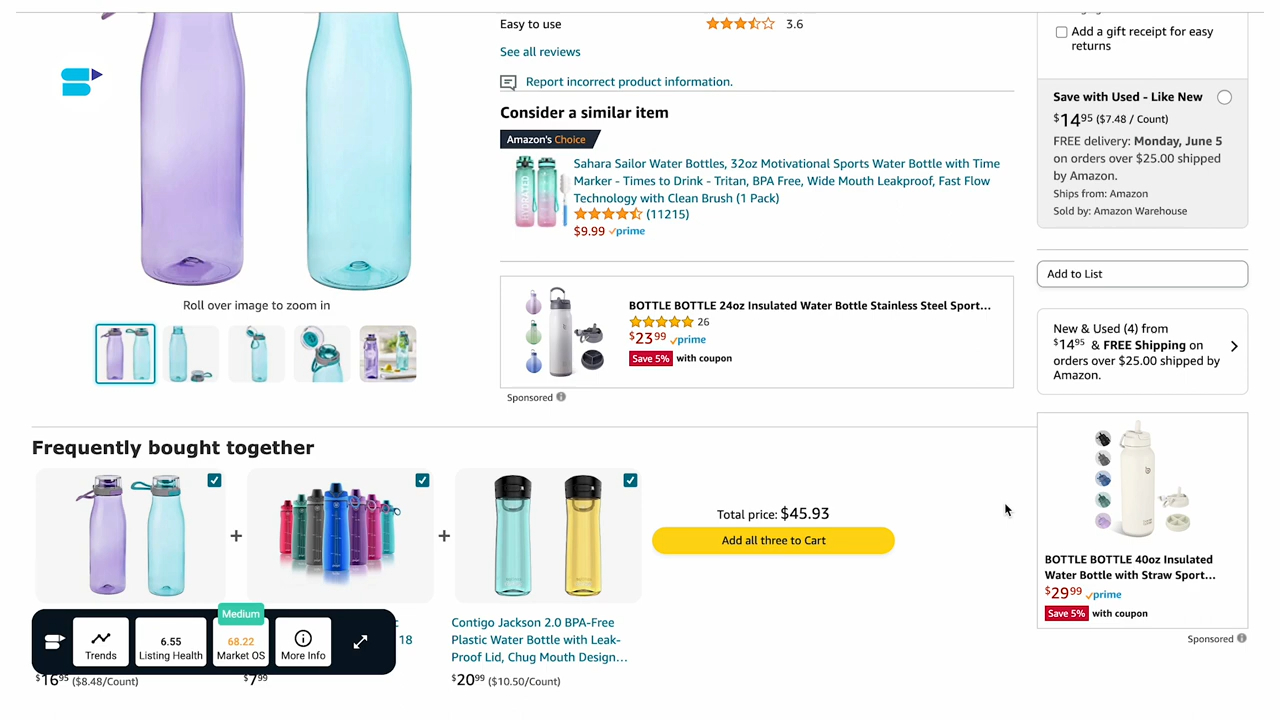 Easy to use 3.6
See all reviews
Report incorrect product information.
Consider a similar item
Amazon's Choice
Sahara Sailor Water Bottles, 32oz Motivational Sports Water Bottle with Time
Marker - Times to Drink - Tritan, BPA Free, Wide Mouth Leakproof, Fast Flow
Technology with Clean Brush (1 Pack)
(11215)
$9.99 prime
BOTTLE BOTTLE 24oz Insulated Water Bottle Stainless Steel Sport...
26
$23.99 prime
Save 5% with coupon
Sponsored
Roll over image to zoom in
Add a gift receipt for easy
returns
Save with Used - Like New
$14.95 ($7.48 / Count)
FREE delivery: Monday, June 5
on orders over $25.00 shipped
by Amazon.
Ships from: Amazon
Sold by: Amazon Warehouse
Add to List
New & Used (4) from
$14.95 & FREE Shipping on
orders over $25.00 shipped by
Amazon.
BOTTLE BOTTLE 40oz Insulated
Water Bottle with Straw Sport...
$29.99 prime
Save 5% with coupon
Sponsored
Frequently bought together
+
+
Total price: $45.93
Add all three to Cart
Contigo Jackson 2.0 BPA-Free
Plastic Water Bottle with Leak-
Proof Lid, Chug Mouth Design...
$20.99 ($10.50/Count)
18
$16.95 ($8.48/Count)
$7.99
Trends
6.55
Listing Health
Medium
68.22
Market OS
More Info